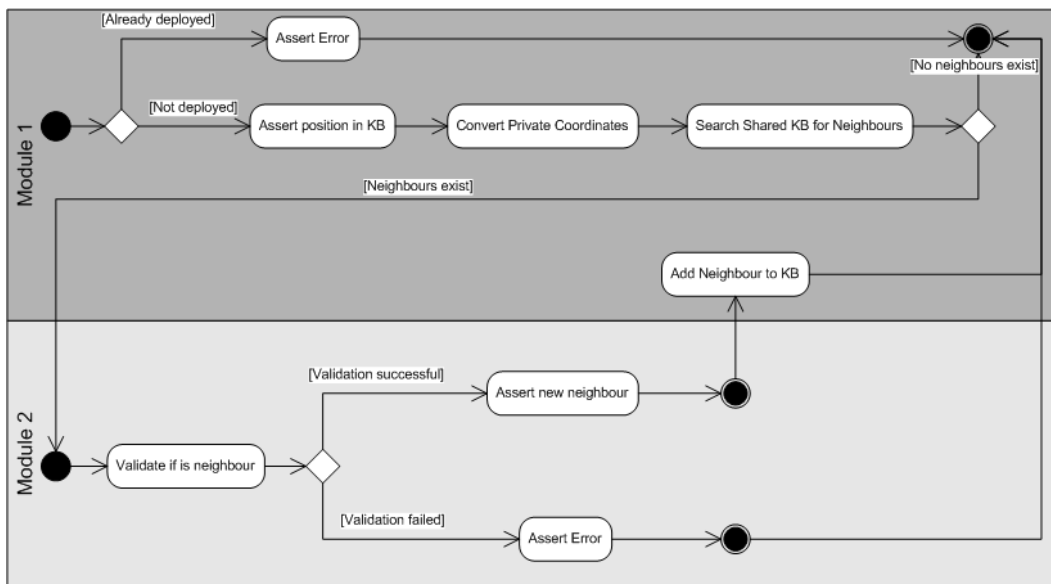 [Already deployed]
Assert Error
[No neighbours exist]
[Not deployed]
Module 1
Assert position in KB
Convert Private Coordinates
Search Shared KB for Neighbours
[Neighbours exist]
Add Neighbour to KB
[Validation successful]
Assert new neighbour
Module 2
Validate if is neighbour
[Validation failed]
Assert Error